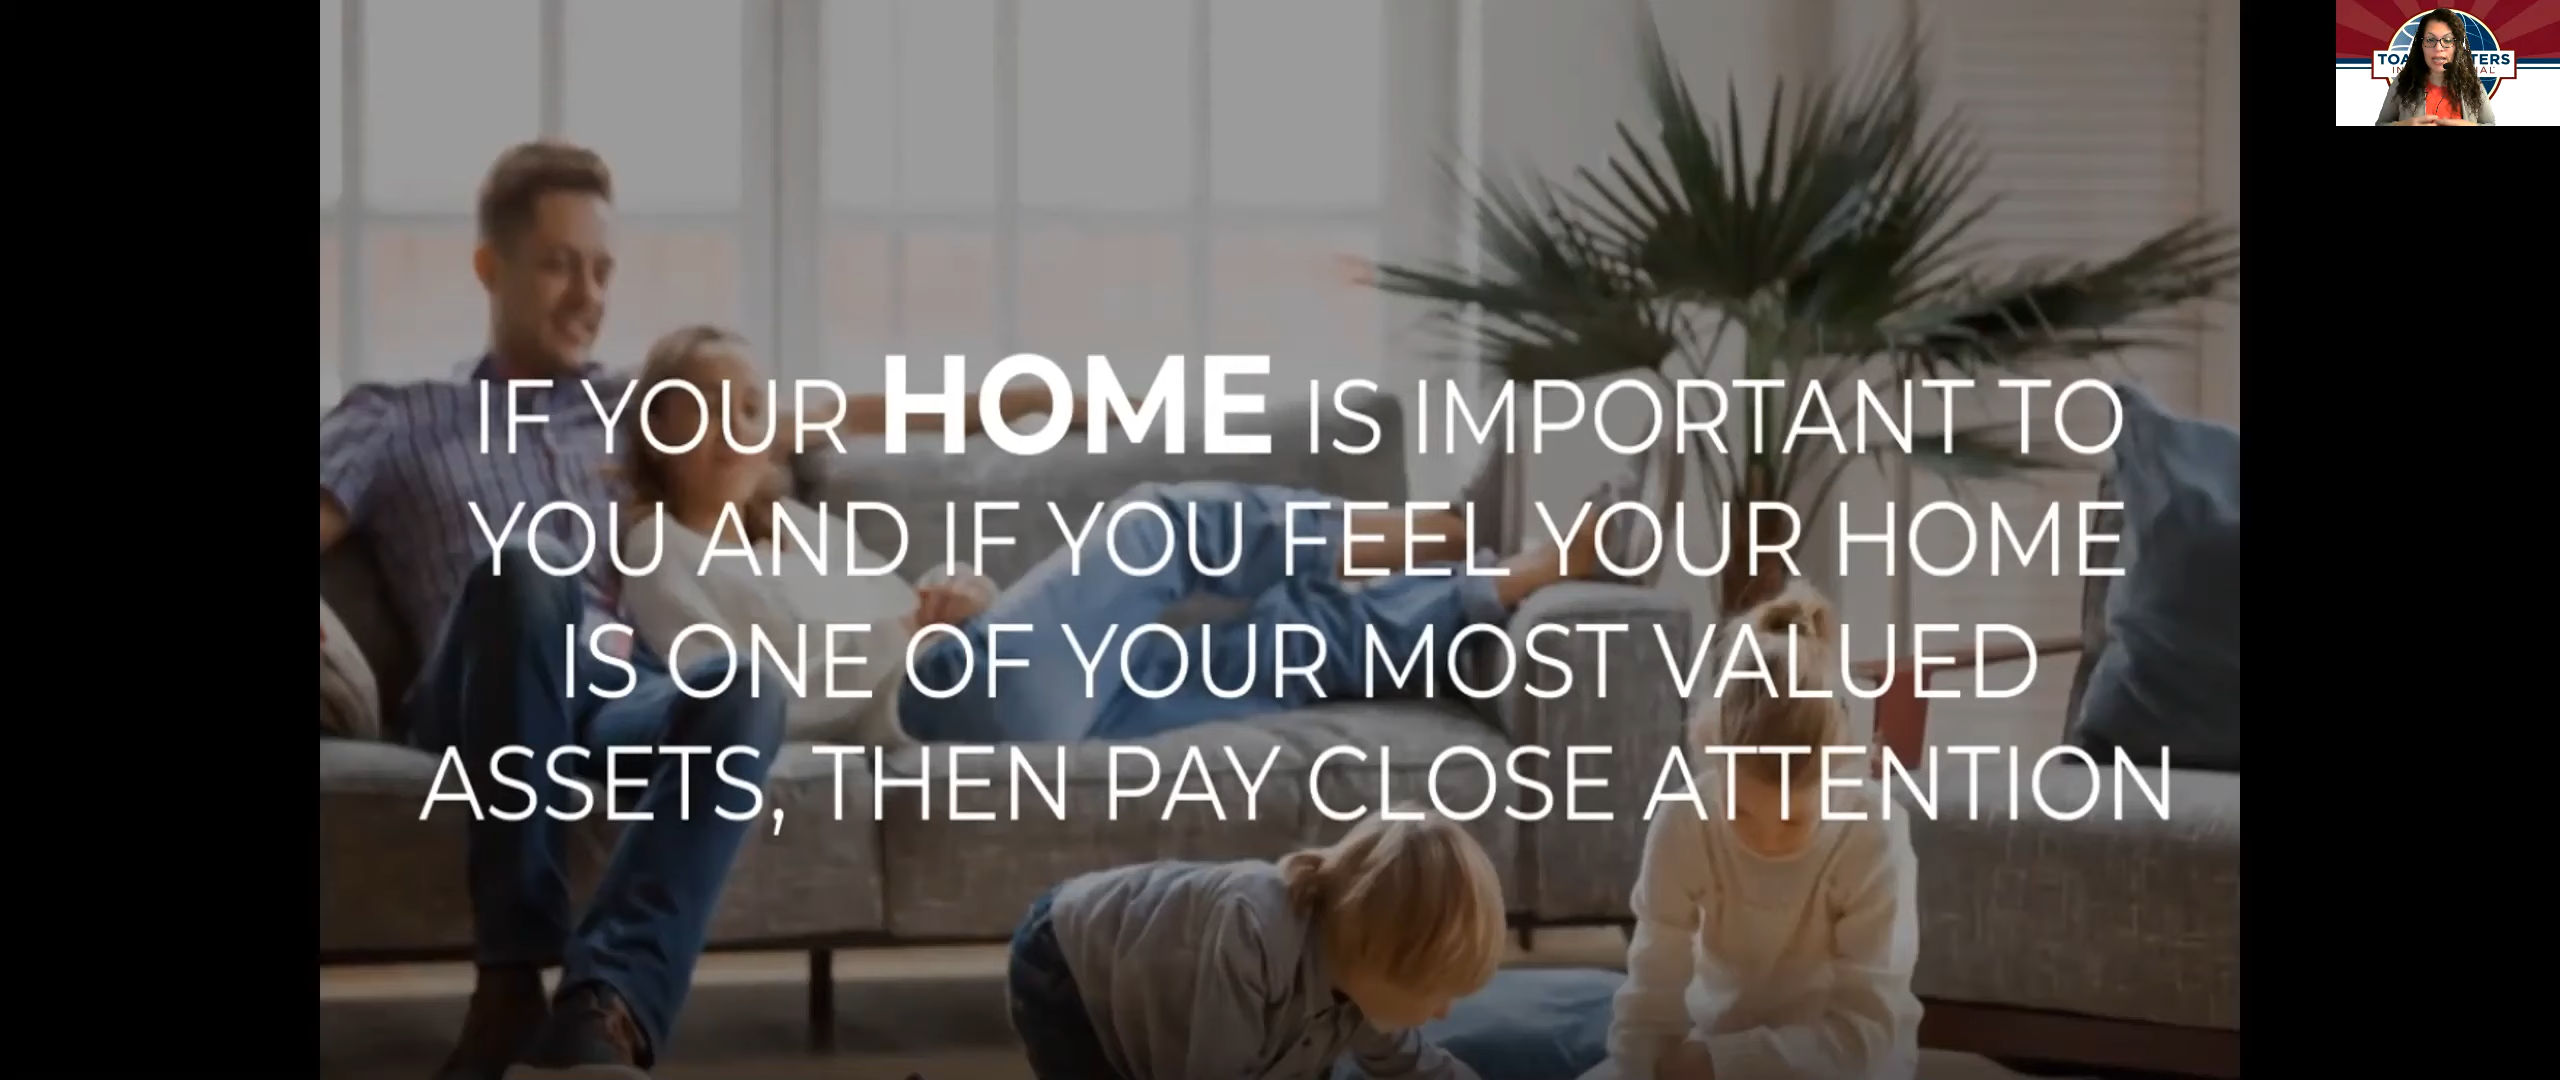 IF YOUR HOME IS IMPORTANT TO
YOU AND IF YOU FEEL YOUR HOME
IS ONE OF YOUR MOST VALUED
ASSETS, THEN PAY CLOSE ATTENTION